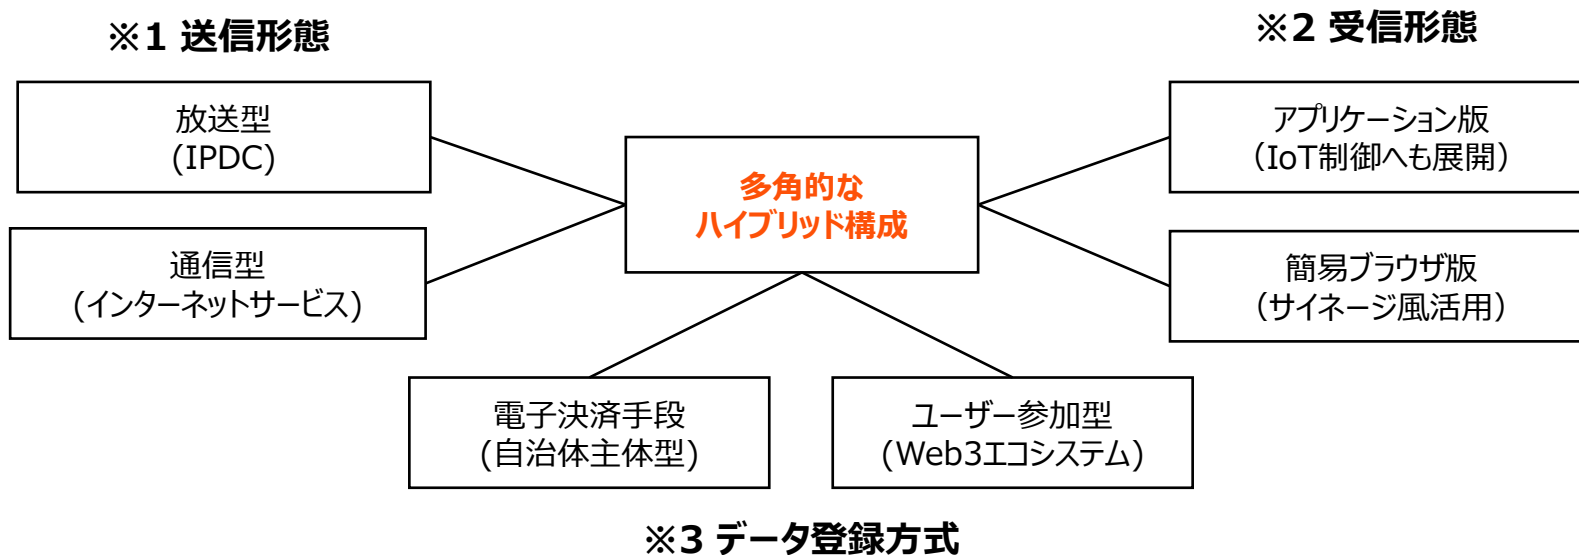 ※1 送信形態
※2 受信形態
放送型
(IPDC)
通信型
(インターネットサービス)
多角的な
ハイブリッド構成
アプリケーション版
（IoT制御へも展開）
簡易ブラウザ版
（サイネージ風活用）
電子決済手段
(自治体主体型)
ユーザー参加型
(Web3エコシステム)
※3 データ登録方式